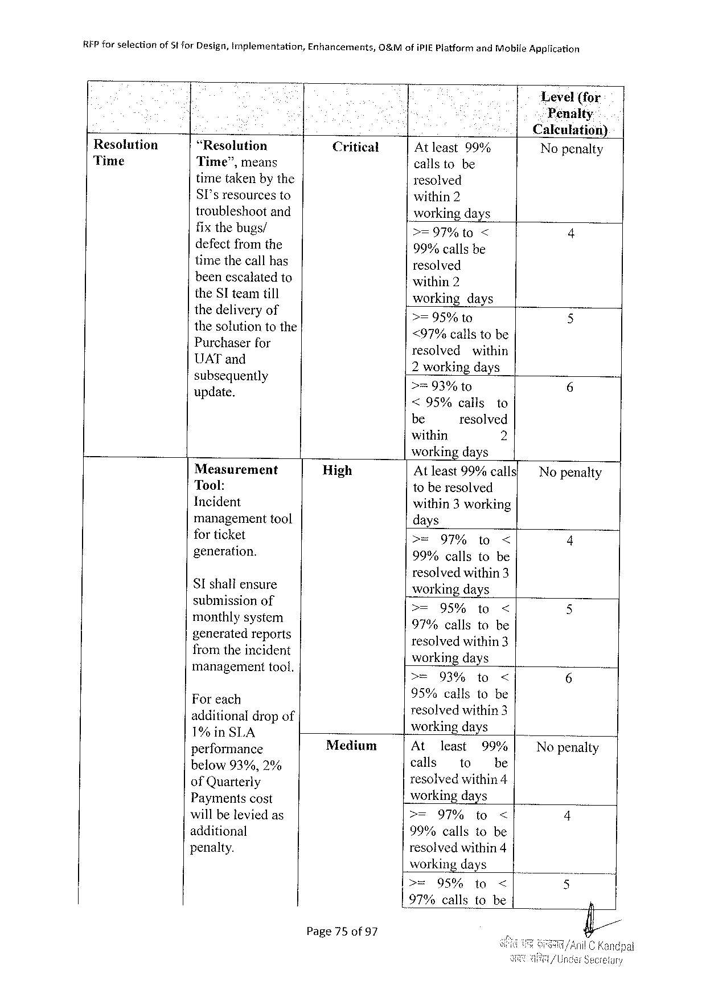 RFP for selection of SI for Design, Implementation, Enhancements, O&M of iPIE Platform and Mobile Application
Level (for
Penalty
Calculation)
Resolution
Time
“Resolution
Time”, means
time taken by the
SI’s resources to
troubleshoot and
fix the bugs/
defect from the
time the call has
been escalated to
the SI team till
the delivery of
the solution to the
Purchaser for
UAT and
subsequently
update.
Critical
At least 99%
calls to be
resolved
within 2
working days
No penalty
>= 97% to <
99% calls be
resolved
within 2
working days
4
>= 95% to
<97% calls to be
resolved within
2 working days
5
>= 93% to
< 95% calls to
be resolved
within 2
working days
6
Measurement
Tool:
Incident
management tool
for ticket
generation.
SI shall ensure
submission of
monthly system
generated reports
from the incident
management tool.
For each
additional drop of
1% in SLA
performance
below 93%, 2%
of Quarterly
Payments cost
will be levied as
additional
penalty.
High
At least 99% calls
to be resolved
within 3 working
days
No penalty
>= 97% to <
99% calls to be
resolved within 3
working days
4
>= 95% to <
97% calls to be
resolved within 3
working days
5
>= 93% to <
95% calls to be
resolved within 3
working days
6
Medium
At least 99%
calls to be
resolved within 4
working days
No penalty
>= 97% to <
99% calls to be
resolved within 4
working days
4
>= 95% to <
97% calls to be
5
Page 75 of 97
/Anil C Kandpal
/Under Secretary